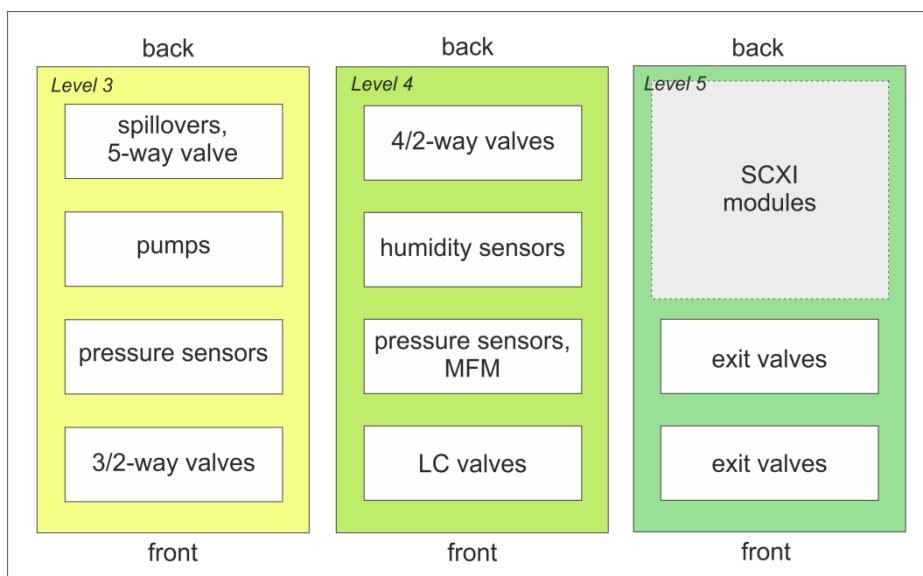 back
Level 3
spillovers,
5-way valve
pumps
pressure sensors
3/2-way valves
front
back
Level 4
4/2-way valves
humidity sensors
pressure sensors,
MFM
LC valves
front
back
Level 5
SCXI
modules
exit valves
exit valves
front